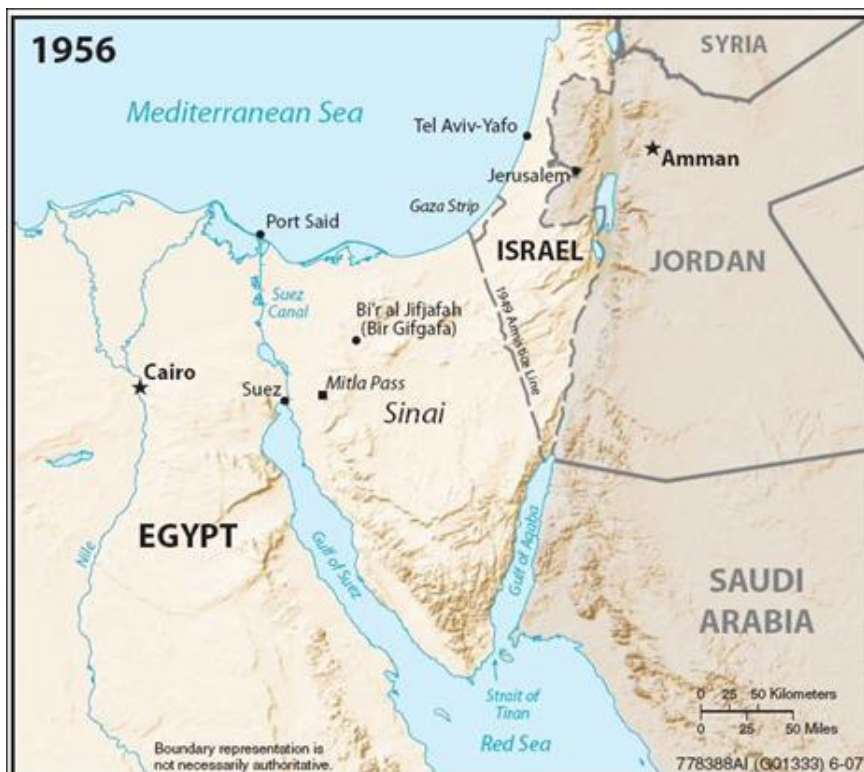 1956
SYRIA
Mediterranean Sea
Tel Aviv-Yafo
Amman
Jerusalem
Gaza Strip
Port Said
ISRAEL
JORDAN
Suez
Canal
Bi'r al Jifjafah
(Bir Gifgafa)
1949 Armistice Line
Cairo
Suez
Mitla Pass
Sinai
EGYPT
Nile
Gulf of Suez
Gulf of Aqaba
SAUDI
ARABIA
Strait of
Tiran
Red Sea
0 25 50 Kilometers
0 25 50 Miles
Boundary representation is
not necessarily authoritative.
778388AI (G01333) 6-07